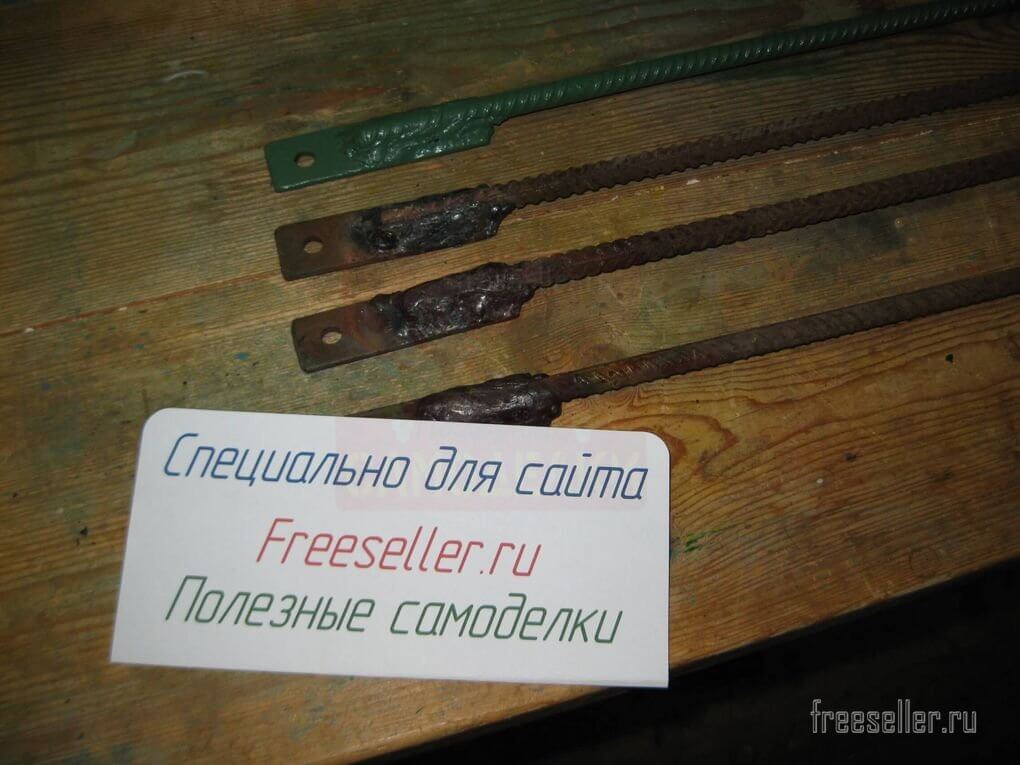 Специально для сайта
Freeseller.ru
Полезные самоделки
freeseller.ru